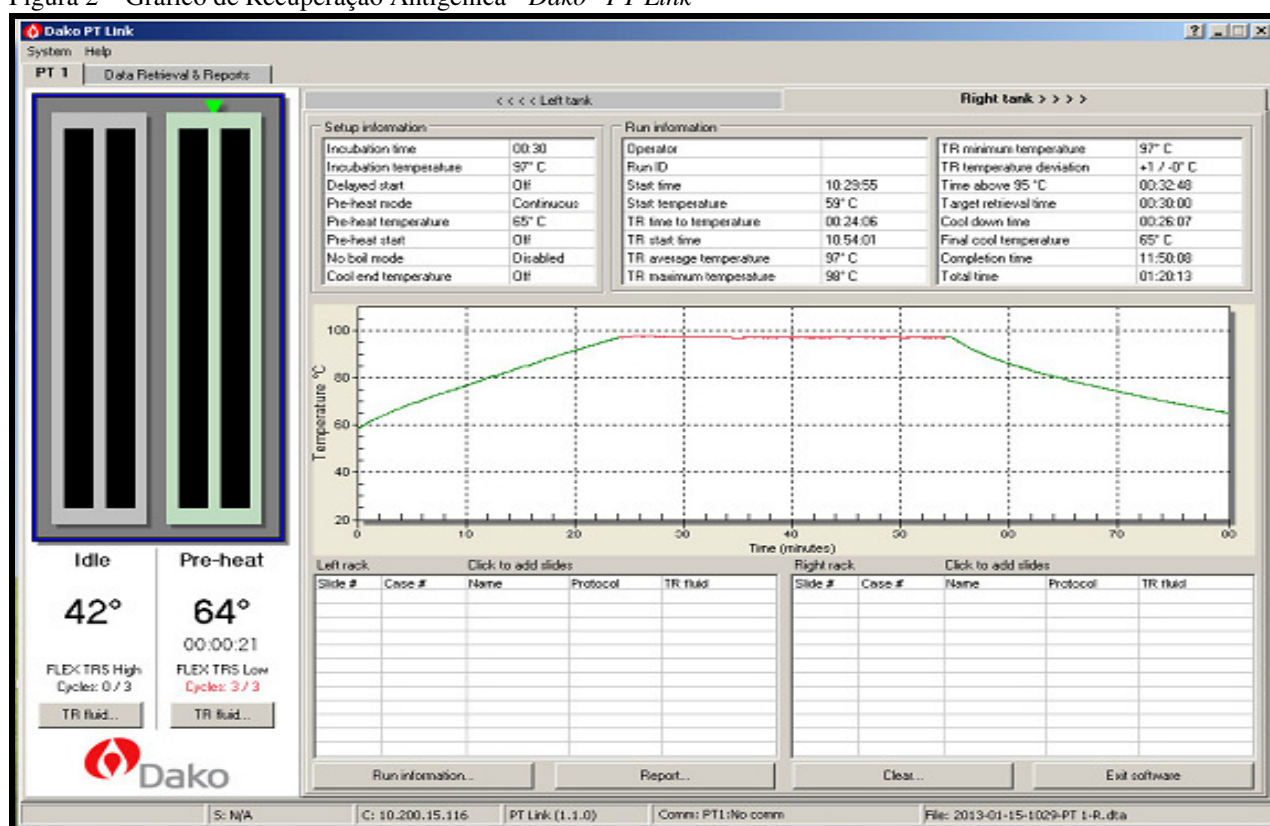 Figura 2 – Gráfico de Recuperação Antigênica "Dako" PT Link
Dako PT Link
System Help
PT 1 Data Retrieval & Reports
< < < < Left tank
Right tank > > > >
Setup information
Incubation time 00:30
Incubation temperature 97° C
Delayed start Off
Pre-heat mode Continuous
Pre-heat temperature 65° C
Pre-heat start Off
No boil mode Disabled
Cool end temperature Off
Run information
Operator
Run ID
Start time 10:29:55
Start temperature 59° C
TR time to temperature 00:24:06
TR start time 10:54:01
TR average temperature 97° C
TR maximum temperature 98° C
TR minimum temperature 97° C
TR temperature deviation +1 / -0° C
Time above 95 °C 00:32:48
Target retrieval time 00:30:00
Cool down time 00:26:07
Final cool temperature 65° C
Completion time 11:50:08
Total time 01:20:13
Temperature °C
100
80
60
40
20
0 10 20 30 40 50 60 70 80
Time (minutes)
Idle
42°
FLEX TRS High
Cycles: 0 / 3
TR fluid...
Pre-heat
64°
00:00:21
FLEX TRS Low
Cycles: 3 / 3
TR fluid...
Dako
Left rack Click to add slides
Slide # Case # Name Protocol TR fluid
Right rack Click to add slides
Slide # Case # Name Protocol TR fluid
Run information... Report... Clear... Exit software
S: N/A C: 10.200.15.116 PT Link (1.1.0) Comm: PT1:No comm File: 2013-01-15-1029-PT 1-R.dta